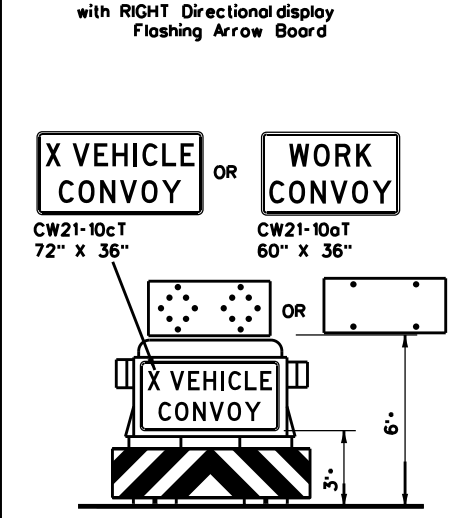 with RIGHT Directional display
Flashing Arrow Board
X VEHICLE
CONVOY
OR
WORK
CONVOY
CW21-10cT
72" X 36"
CW21-10aT
60" X 36"
OR
X VEHICLE
CONVOY
6'±
3'±